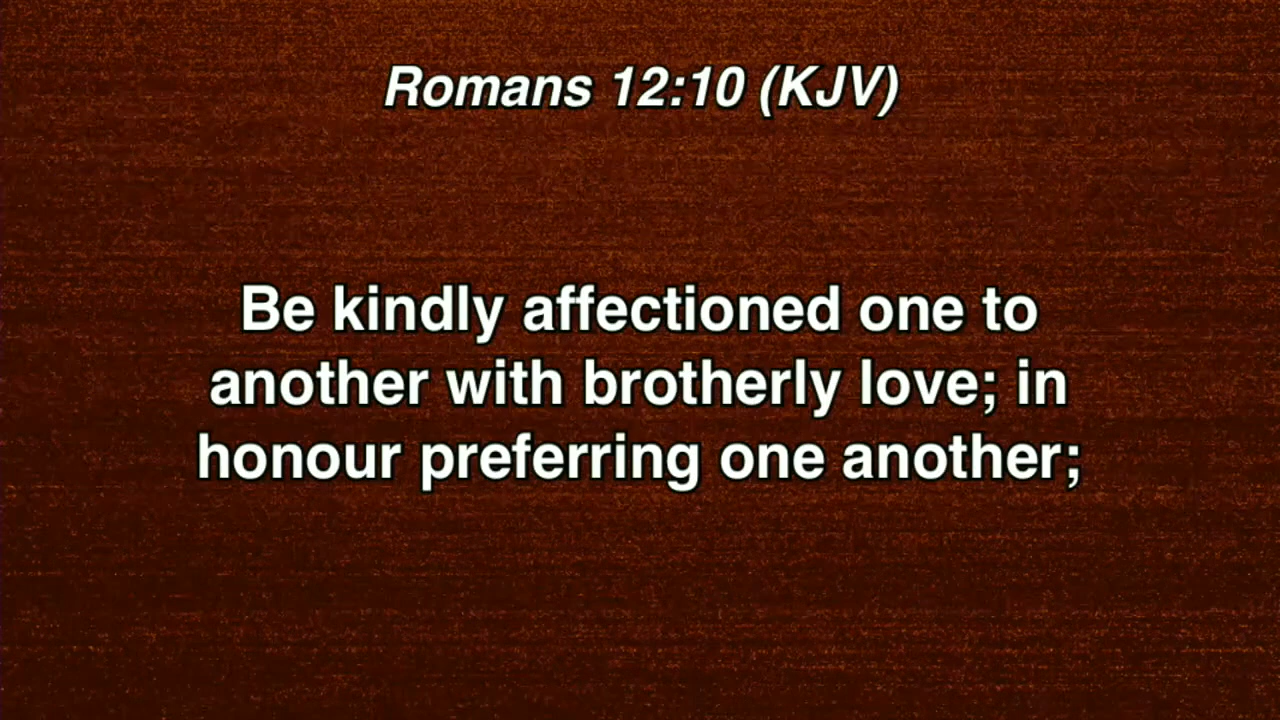 Romans 12:10 (KJV)
Be kindly affectioned one to
another with brotherly love; in
honour preferring one another;